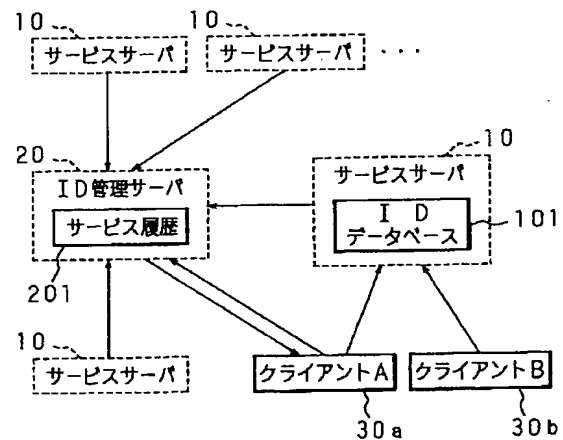 10
サービスサーバ
10
サービスサーバ
・・・
20
ID管理サーバ
サービス履歴
201
10
サービスサーバ
ID
データベース
101
10
サービスサーバ
クライアントA
30a
クライアントB
30b